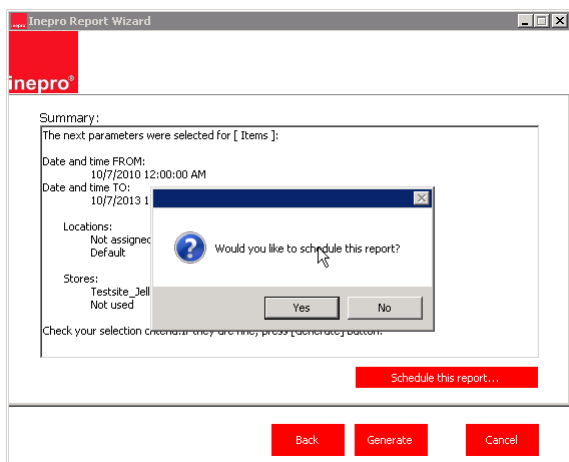 Inepro Report Wizard
inepro®
Summary:
The next parameters were selected for [ Items ]:
Date and time FROM:
10/7/2010 12:00:00 AM
Date and time TO:
10/7/2013 1
Locations:
Not assigned
Default
Stores:
Testsite_Jell
Not used
Check your selection criteria.If they are fine, press [Generate] button.
Would you like to schedule this report?
Yes
No
Schedule this report...
Back
Generate
Cancel